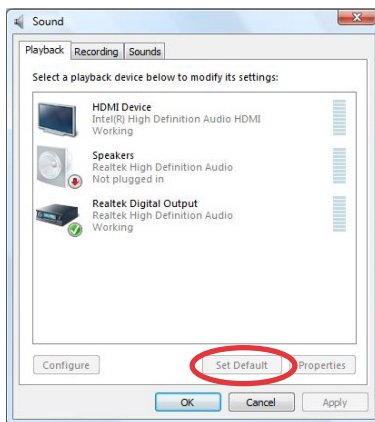 Sound
Playback Recording Sounds
Select a playback device below to modify its settings:
HDMI Device
Intel(R) High Definition Audio HDMI
Working
Speakers
Realtek High Definition Audio
Not plugged in
Realtek Digital Output
Realtek High Definition Audio
Working
Configure Set Default Properties
OK Cancel Apply